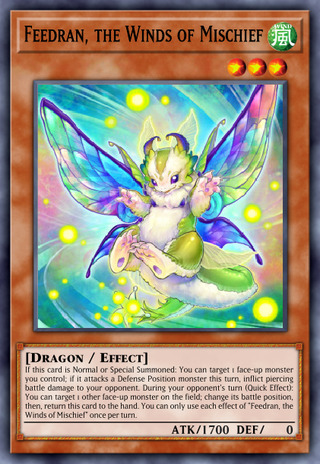 Feedran, the Winds of Mischief
WIND
風
[Dragon / Effect]
If this card is Normal or Special Summoned: You can target 1 face-up monster
you control; if it attacks a Defense Position monster this turn, inflict piercing
battle damage to your opponent. During your opponent's turn (Quick Effect):
You can target 1 other face-up monster on the field; change its battle position,
then, return this card to the hand. You can only use each effect of "Feedran, the
Winds of Mischief" once per turn.
ATK/1700 DEF/ 0